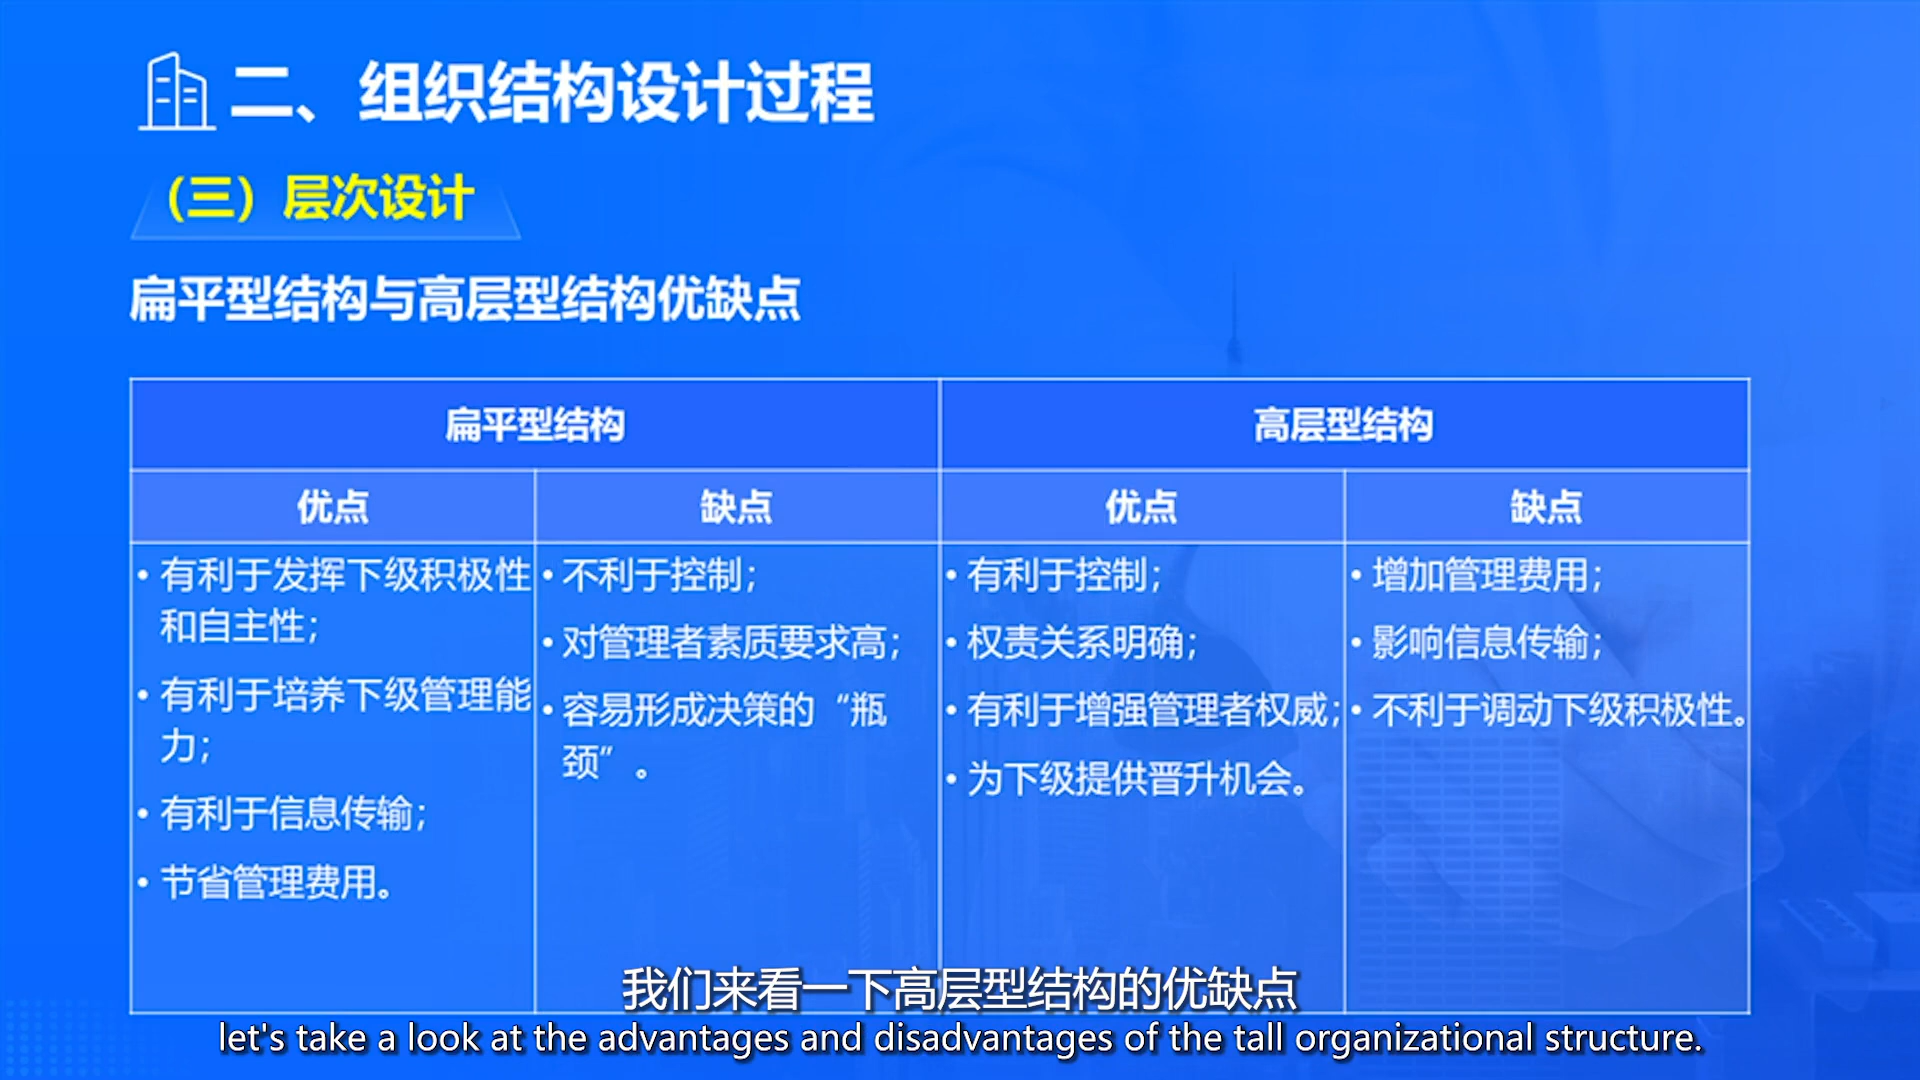 二、组织结构设计过程
（三）层次设计
扁平型结构与高层型结构优缺点
扁平型结构
高层型结构
优点
缺点
优点
缺点
• 有利于发挥下级积极性
和自主性；
• 有利于培养下级管理能
力；
• 有利于信息传输；
• 节省管理费用。
• 不利于控制；
• 对管理者素质要求高；
• 容易形成决策的“瓶
颈”。
• 有利于控制；
• 权责关系明确；
• 有利于增强管理者权威；
• 为下级提供晋升机会。
• 增加管理费用；
• 影响信息传输；
• 不利于调动下级积极性。
我们来看一下高层型结构的优缺点
let's take a look at the advantages and disadvantages of the tall organizational structure.